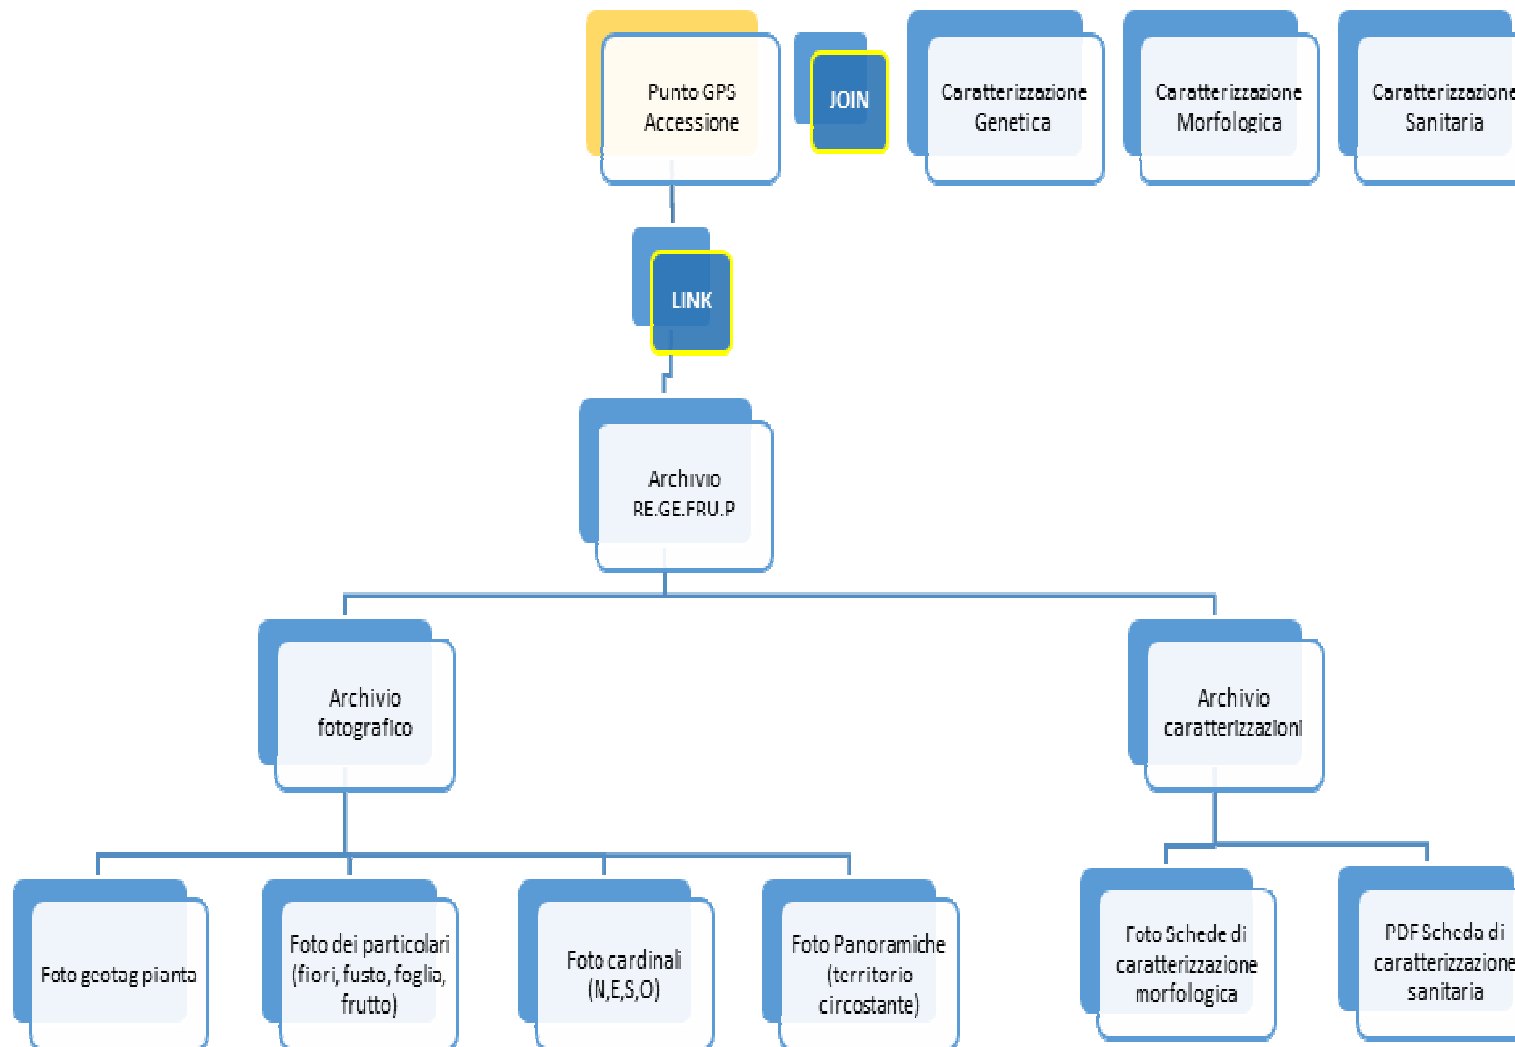 Punto GPS
Accessione
JOIN
Caratterizzazione
Genetica
Caratterizzazione
Morfologica
Caratterizzazione
Sanitaria
LINK
Archivio
RE.GE.FRU.P
Archivio
fotografico
Archivio
caratterizzazioni
Foto geotag pianta
Foto dei particolari
(fiori, fusto, foglia,
frutto)
Foto cardinali
(N,E,S,O)
Foto Panoramiche
(territorio
circostante)
Foto Schede di
caratterizzazione
morfologica
PDF Scheda di
caratterizzazione
sanitaria